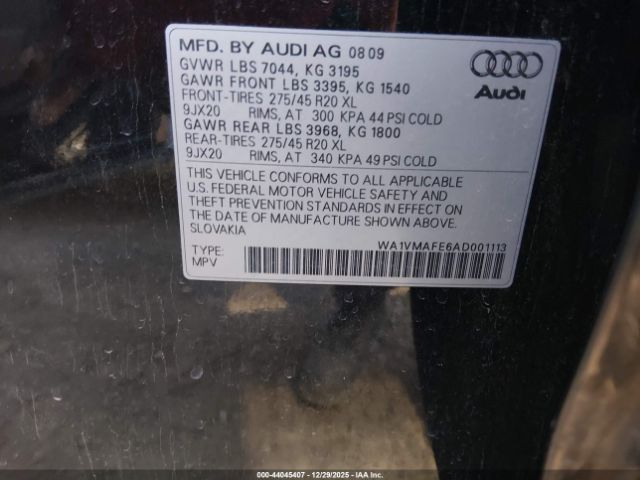 MFD. BY AUDI AG 08 09
GVWR LBS 7044, KG 3195
GAWR FRONT LBS 3395, KG 1540
FRONT-TIRES 275/45 R20 XL
9JX20 RIMS, AT 300 KPA 44 PSI COLD
GAWR REAR LBS 3968, KG 1800
REAR-TIRES 275/45 R20 XL
9JX20 RIMS, AT 340 KPA 49 PSI COLD
Audi
THIS VEHICLE CONFORMS TO ALL APPLICABLE
U.S. FEDERAL MOTOR VEHICLE SAFETY AND
THEFT PREVENTION STANDARDS IN EFFECT ON
THE DATE OF MANUFACTURE SHOWN ABOVE.
SLOVAKIA
WA1VMAFE6AD001113
TYPE:
MPV
000-44045407 - 12/29/2025 - IAA Inc.